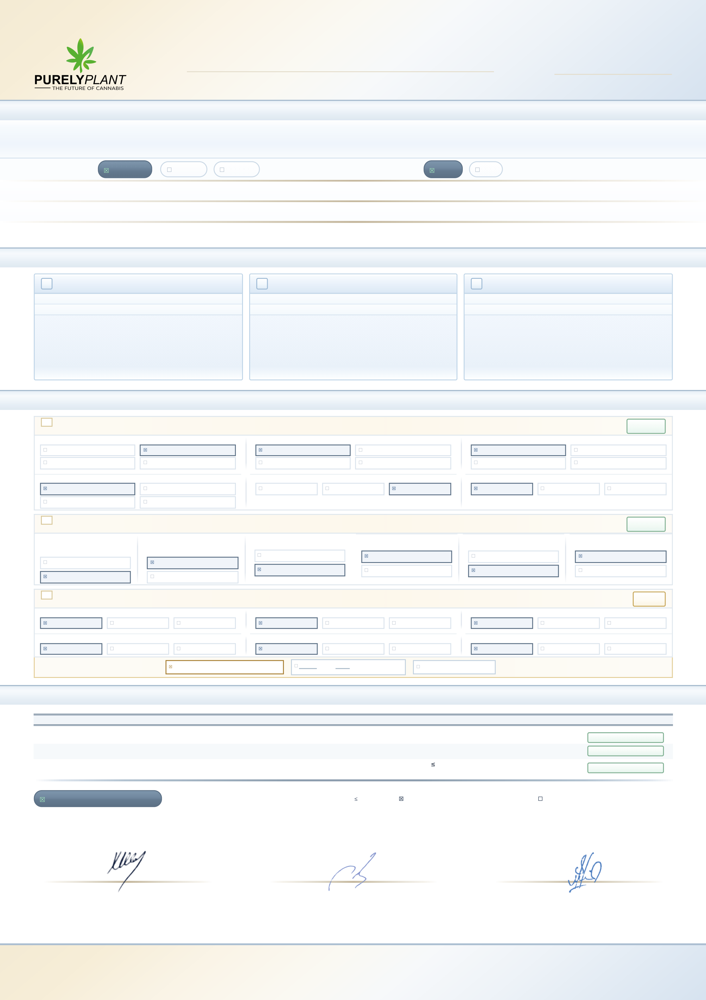 PURELYPLANT
THE FUTURE OF CANNABIS
☒ ☐ ☐ ☒ ☐
☐ ☒ ☒ ☐ ☒ ☐
☐ ☐ ☐ ☐ ☐ ☐
☒ ☐ ☐ ☐ ☒ ☒ ☐ ☐
☐ ☐
☐ ☒ ☐ ☒ ☐ ☒
☒ ☐ ☒ ☐ ☒ ☐
☒ ☐ ☐ ☒ ☐ ☐ ☒ ☐ ☐
☒ ☐ ☐ ☒ ☐ ☐ ☒ ☐ ☐
☒ ☐ ☐
≤
☒ ≤ ☒ ☐